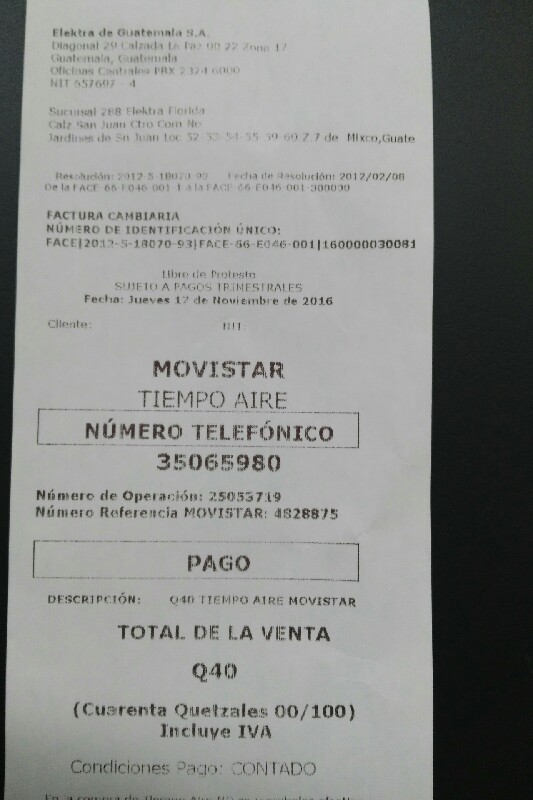 Elektra de Guatemala S.A.
Diagonal 29 Calzada La Paz 00 22 Zona 17
Guatemala, Guatemala
Oficinas Centrales PBX 2324 6000
NIT 557697 - 4
Sucursal 288 Elektra Florida
Calz San Juan Ctro Com No
Jardines de Sn Juan Loc 52-53-54-55-59-60 Z.7 de Mixco,Guate
Resolución: 2012-5-18070-93 Fecha de Resolución: 2012/02/08
De la FACE-66-E046-001-1 a la FACE-66-E046-001-300000
FACTURA CAMBIARIA
NÚMERO DE IDENTIFICACIÓN ÚNICO:
FACE|2012-5-18070-93|FACE-66-E046-001|160000030081
Libre de Protesto
SUJETO A PAGOS TRIMESTRALES
Fecha: Jueves 17 de Noviembre de 2016
Cliente: NIT
MOVISTAR
TIEMPO AIRE
NÚMERO TELEFÓNICO
35065980
Número de Operación: 25053719
Número Referencia MOVISTAR: 4828875
PAGO
DESCRIPCIÓN: Q40 TIEMPO AIRE MOVISTAR
TOTAL DE LA VENTA
Q40
(Cuarenta Quetzales 00/100)
Incluye IVA
Condiciones Pago: CONTADO